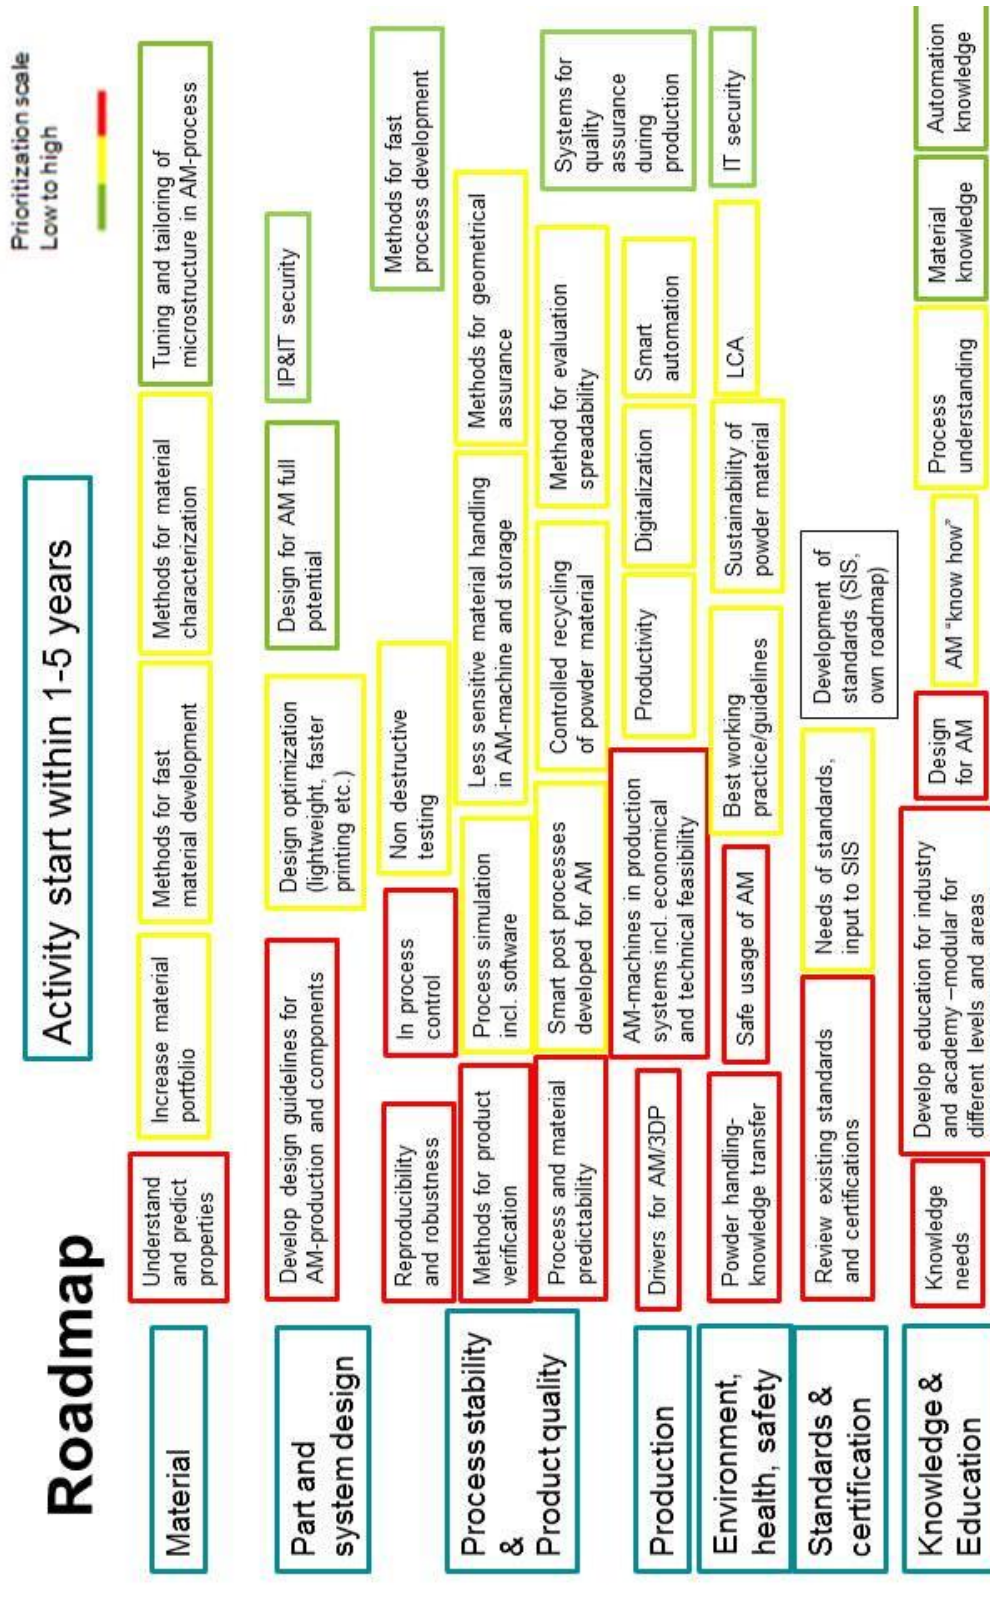 Roadmap
Activity start within 1-5 years
Prioritization scale
Low to high
Material
Understand
and predict
properties
Increase material
portfolio
Methods for fast
material development
Methods for material
characterization
Tuning and tailoring of
microstructure in AM-process
Part and
system design
Develop design guidelines for
AM-production and components
Design optimization
(lightweight, faster
printing etc.)
Design for AM full
potential
IP&IT security
Process stability
&
Product quality
Reproducibility
and robustness
In process
control
Non destructive
testing
Methods for fast
process development
Methods for product
verification
Process simulation
incl. software
Less sensitive material handling
in AM-machine and storage
Methods for geometrical
assurance
Process and material
predictability
Smart post processes
developed for AM
Controlled recycling
of powder material
Method for evaluation
spreadability
Systems for
quality
assurance
during
production
Production
Drivers for AM/3DP
AM-machines in production
systems incl. economical
and technical feasibility
Productivity
Digitalization
Smart
automation
Environment,
health, safety
Powder handling-
knowledge transfer
Safe usage of AM
Best working
practice/guidelines
Sustainability of
powder material
LCA
IT security
Standards &
certification
Review existing standards
and certifications
Needs of standards,
input to SIS
Development of
standards (SIS,
own roadmap)
Knowledge &
Education
Knowledge
needs
Develop education for industry
and academy –modular for
different levels and areas
Design
for AM
AM “know how”
Process
understanding
Material
knowledge
Automation
knowledge